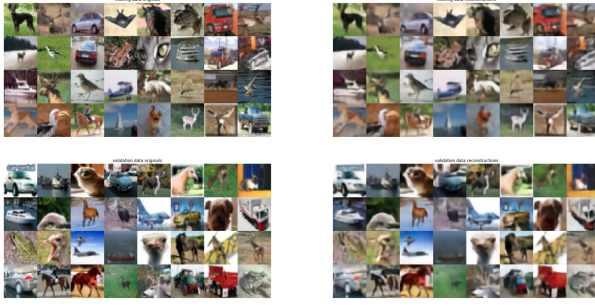 training data originals
training data reconstructions
validation data originals
validation data reconstructions